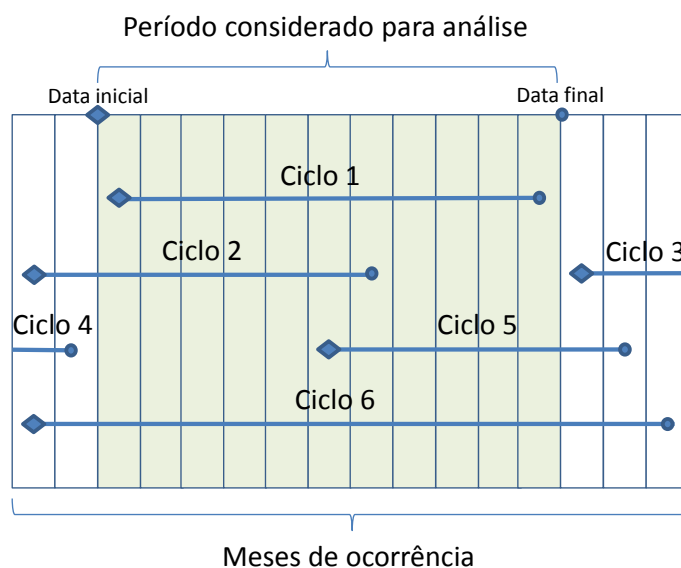 Período considerado para análise
Data inicial
Data final
Ciclo 1
Ciclo 2
Ciclo 3
Ciclo 4
Ciclo 5
Ciclo 6
Meses de ocorrência